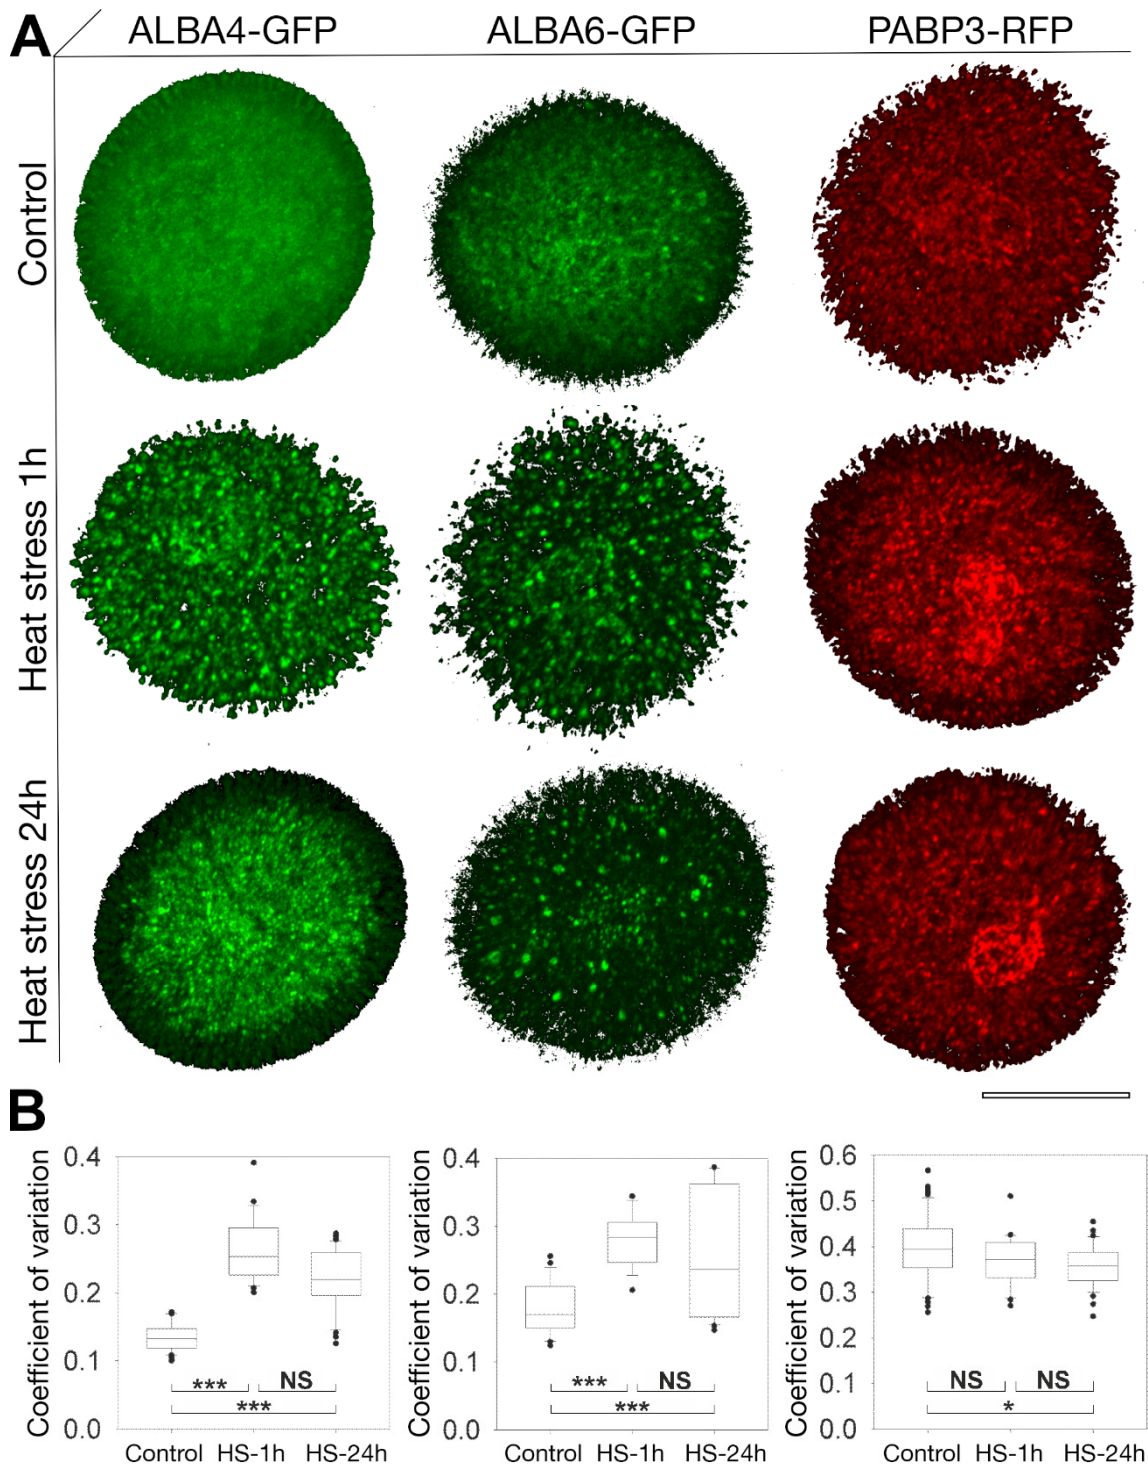 A
ALBA4-GFP
ALBA6-GFP
PABP3-RFP
Control
Heat stress 1h
Heat stress 24h
B
Coefficient of variation
0.4
0.3
0.2
0.1
0.0
***
NS
***
Control HS-1h HS-24h
Coefficient of variation
0.4
0.3
0.2
0.1
0.0
***
NS
***
Control HS-1h HS-24h
Coefficient of variation
0.6
0.5
0.4
0.3
0.2
0.1
0.0
NS
NS
*
Control HS-1h HS-24h